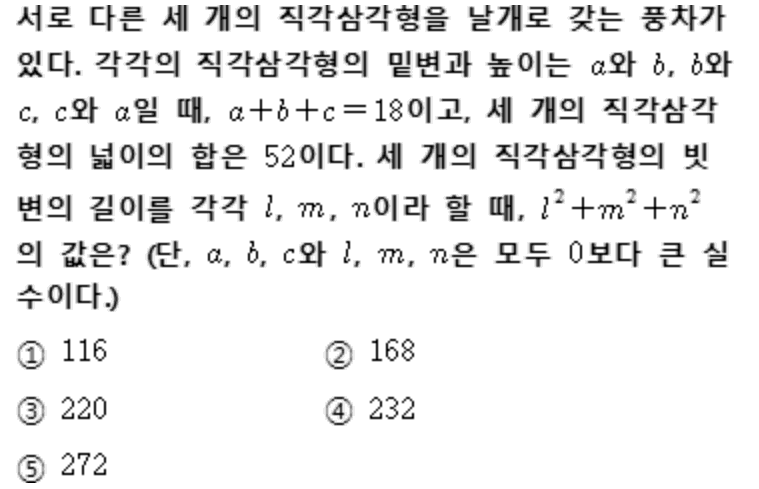 서로 다른 세 개의 직각삼각형을 날개로 갖는 풍차가
있다. 각각의 직각삼각형의 밑변과 높이는 a와 b, b와
c, c와 a일 때, a+b+c=18이고, 세 개의 직각삼각
형의 넓이의 합은 52이다. 세 개의 직각삼각형의 빗
변의 길이를 각각 l, m, n이라 할 때, l²+m²+n²
의 값은? (단, a, b, c와 l, m, n은 모두 0보다 큰 실
수이다.)
① 116 ② 168
③ 220 ④ 232
⑤ 272